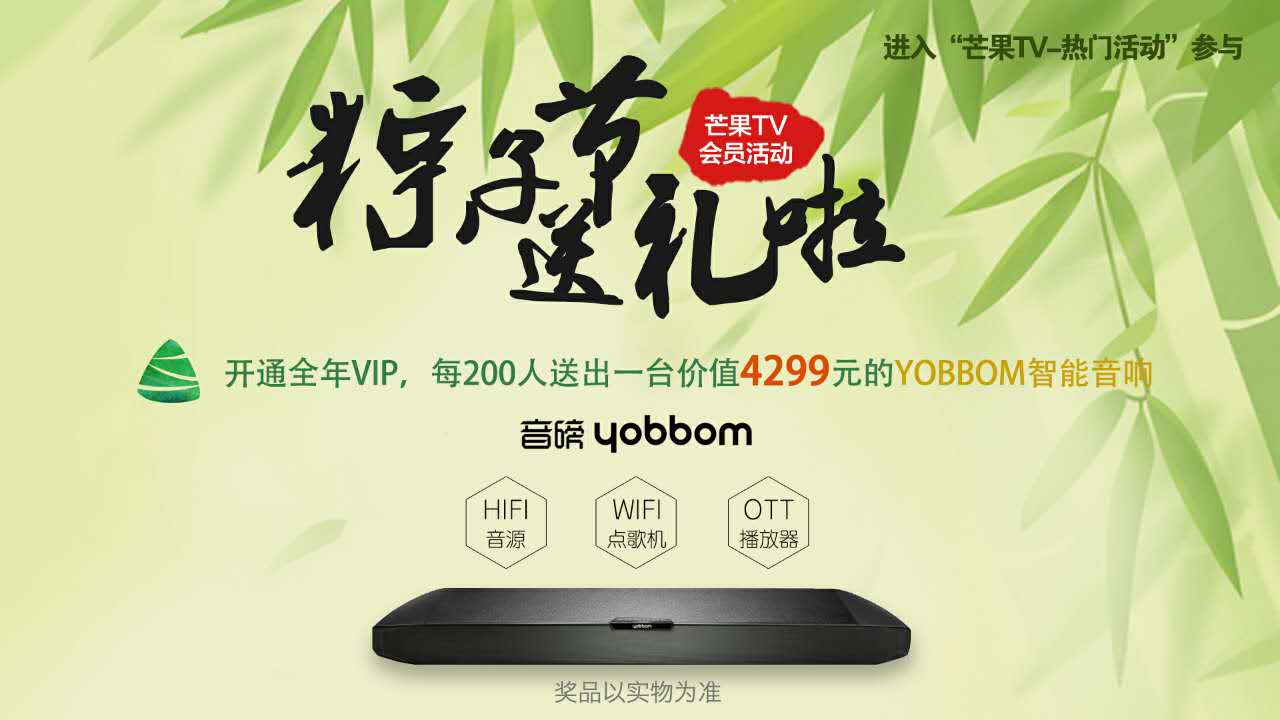 进入“芒果TV-热门活动”参与
粽子节
送礼啦
芒果TV
会员活动
开通全年VIP，每200人送出一台价值4299元的YOBBOM智能音响
音磅 yobbom
HIFI
音源
WIFI
点歌机
OTT
播放器
yobbom
奖品以实物为准